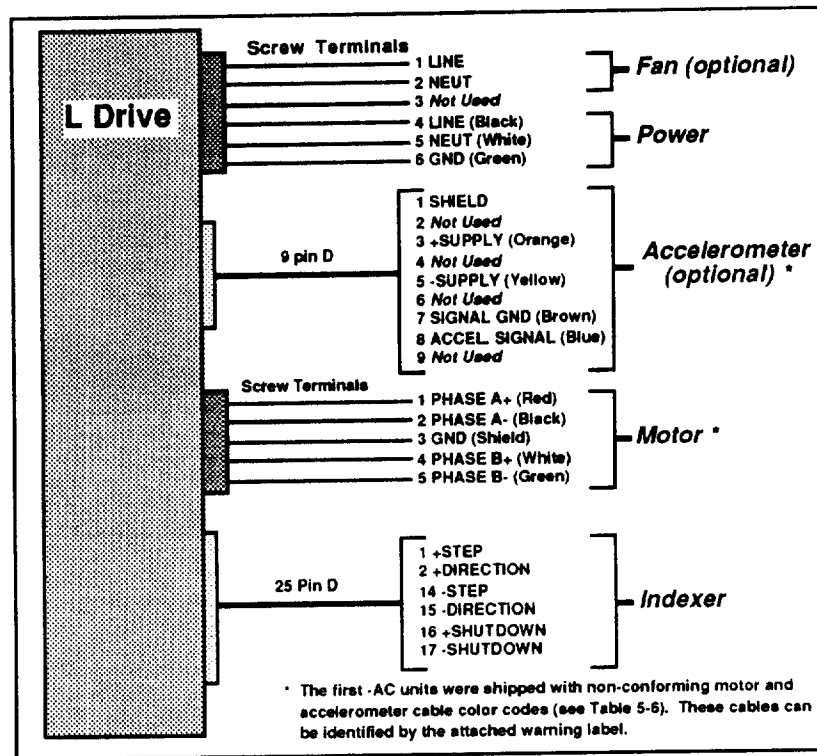 L Drive
Screw Terminals
1 LINE
2 NEUT
3 Not Used
4 LINE (Black)
5 NEUT (White)
6 GND (Green)
Fan (optional)
Power
9 pin D
1 SHIELD
2 Not Used
3 +SUPPLY (Orange)
4 Not Used
5 -SUPPLY (Yellow)
6 Not Used
7 SIGNAL GND (Brown)
8 ACCEL. SIGNAL (Blue)
9 Not Used
Accelerometer
(optional) *
Screw Terminals
1 PHASE A+ (Red)
2 PHASE A- (Black)
3 GND (Shield)
4 PHASE B+ (White)
5 PHASE B- (Green)
Motor *
25 Pin D
1 +STEP
2 +DIRECTION
14 -STEP
15 -DIRECTION
16 +SHUTDOWN
17 -SHUTDOWN
Indexer
* The first -AC units were shipped with non-conforming motor and
accelerometer cable color codes (see Table 5-6). These cables can
be identified by the attached warning label.